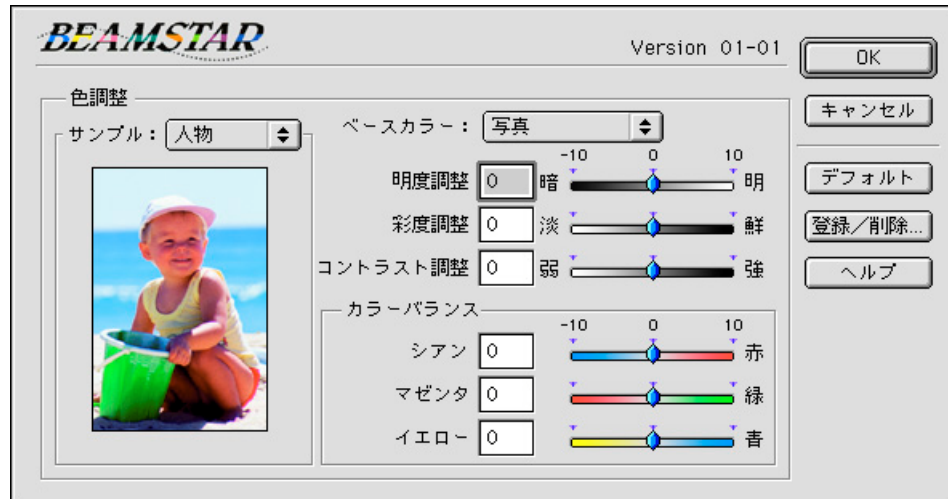 BEAMSTAR
Version 01-01
OK
キャンセル
デフォルト
登録／削除...
ヘルプ
色調整
サンプル： 人物
ベースカラー： 写真
-10 0 10
明度調整 0 暗 明
彩度調整 0 淡 鮮
コントラスト調整 0 弱 強
カラーバランス
-10 0 10
シアン 0 赤
マゼンタ 0 緑
イエロー 0 青